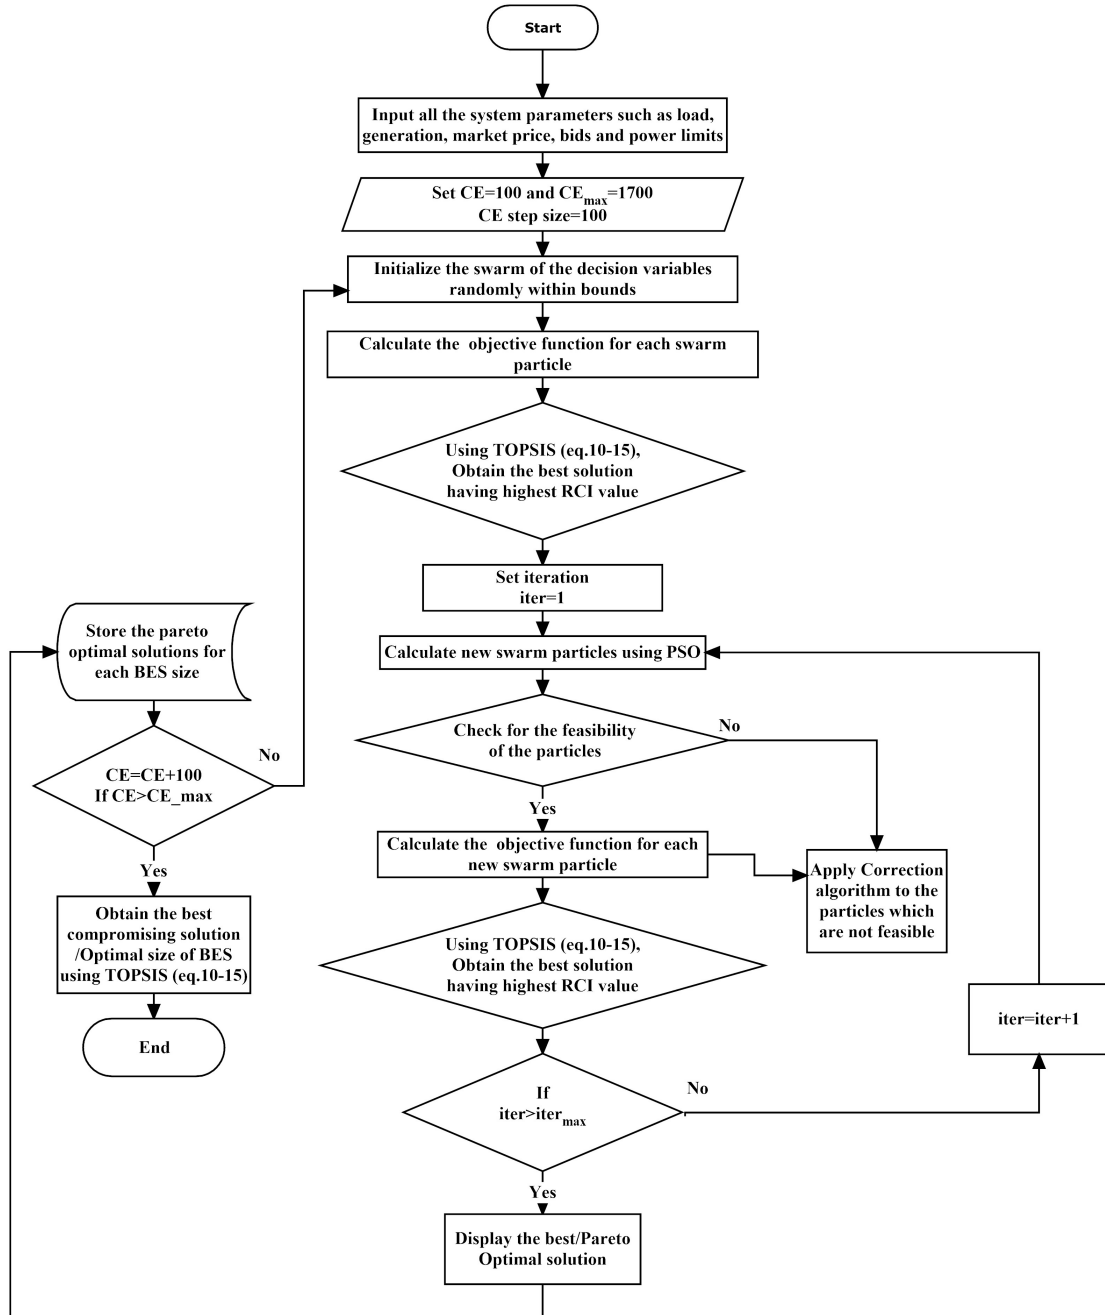 Start
Input all the system parameters such as load,
generation, market price, bids and power limits
Set CE=100 and CEmax=1700
CE step size=100
Initialize the swarm of the decision variables
randomly within bounds
Calculate the objective function for each swarm
particle
Using TOPSIS (eq.10-15),
Obtain the best solution
having highest RCI value
Set iteration
iter=1
Calculate new swarm particles using PSO
Check for the feasibility
of the particles
No
Yes
Calculate the objective function for each
new swarm particle
Apply Correction
algorithm to the
particles which
are not feasible
Using TOPSIS (eq.10-15),
Obtain the best solution
having highest RCI value
iter=iter+1
If
iter>itermax
No
Yes
Display the best/Pareto
Optimal solution
Store the pareto
optimal solutions for
each BES size
CE=CE+100
If CE>CE_max
No
Yes
Obtain the best
compromising solution
/Optimal size of BES
using TOPSIS (eq.10-15)
End